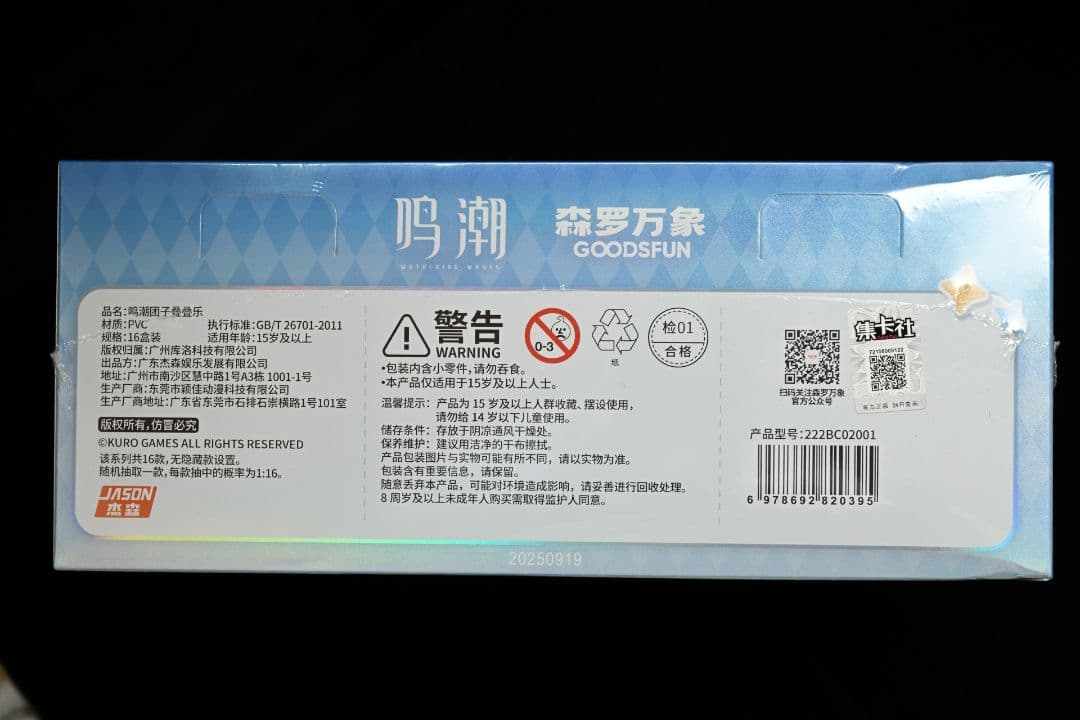 鸣潮
WUTHERING WAVES
森罗万象
GOODSFUN
品名:鸣潮团子叠叠乐
材质:PVC 执行标准:GB/T 26701-2011
规格:16盒装 适用年龄:15岁及以上
版权归属:广州库洛科技有限公司
出品方:广东杰森娱乐发展有限公司
地址:广州市南沙区慧中路1号A3栋 1001-1号
生产厂商:东莞市颖佳动漫科技有限公司
生产厂商地址:广东省东莞市石排石崇横路1号101室
版权所有,仿冒必究
©KURO GAMES ALL RIGHTS RESERVED
该系列共16款,无隐藏款设置。
随机抽取一款,每款抽中的概率为1:16。
JASON
杰森
警告
WARNING
0-3
纸
检01
合格
•包装内含小零件,请勿吞食。
•本产品仅适用于15岁及以上人士。
温馨提示:产品为 15 岁及以上人群收藏、摆设使用,
请勿给 14 岁以下儿童使用。
储存条件:存放于阴凉通风干燥处。
保养维护:建议用洁净的干布擦拭。
产品包装图片与实物可能有所不同,请以实物为准。
包装含有重要信息,请保留。
随意丢弃本产品,可能对环境造成影响,请妥善进行回收处理。
8 周岁及以上未成年人购买需取得监护人同意。
扫码关注森罗万象
官方公众号
集卡社
官方正品
产品型号:222BC02001
6 978692 820395
20250919